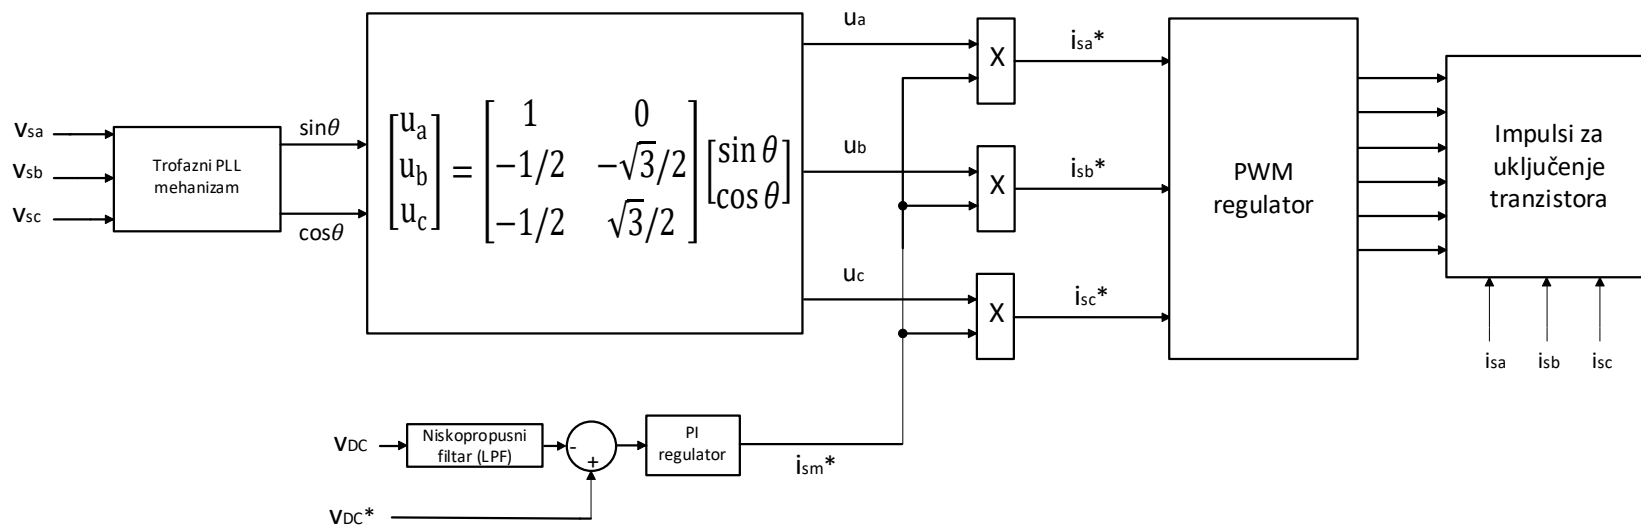 vsa
vsb
vsc
Trofazni PLL
mehanizam
sinθ
cosθ
[ua ub uc] = [1 0; −1/2 −√3/2; −1/2 √3/2] [sin θ cos θ]
ua
ub
uc
X
X
X
isa*
isb*
isc*
PWM
regulator
Impulsi za
uključenje
tranzistora
isa
isb
isc
vDC
Niskopropusni
filtar (LPF)
-
+
PI
regulator
ism*
vDC*